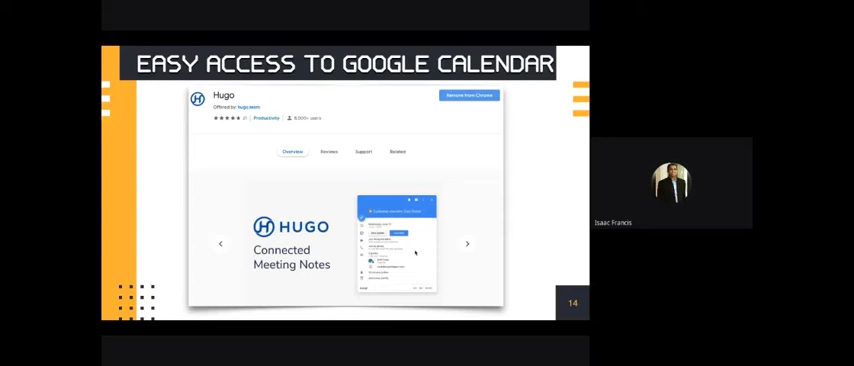 EASY ACCESS TO GOOGLE CALENDAR
Hugo
Remove from Chrome
Offered by: hugo.team
Productivity
users
Overview
Reviews
Support
Related
HUGO
Connected
Meeting Notes
14
Isaac Francis